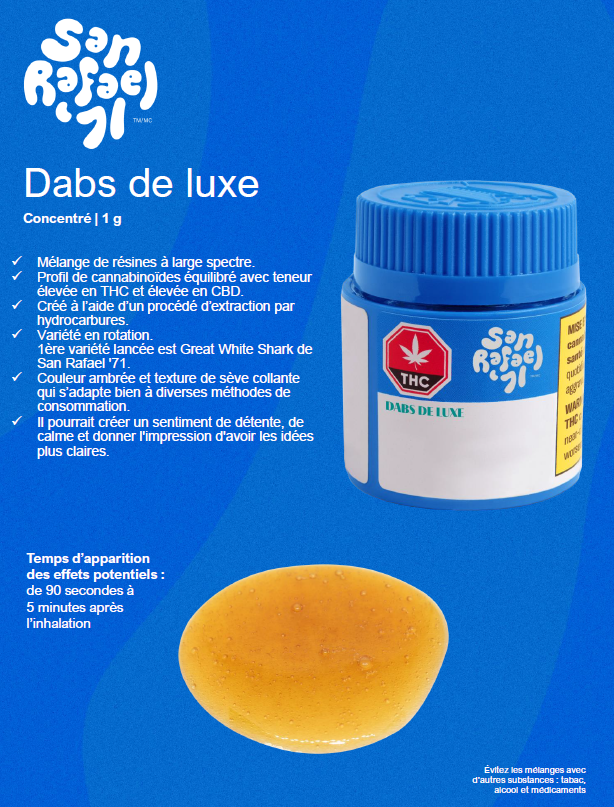 San
Rafael
'71
TM/MC
Dabs de luxe
Concentré | 1 g
✓ Mélange de résines à large spectre.
✓ Profil de cannabinoïdes équilibré avec teneur
élevée en THC et élevée en CBD.
✓ Créé à l’aide d’un procédé d’extraction par
hydrocarbures.
✓ Variété en rotation.
1ère variété lancée est Great White Shark de
San Rafael '71.
✓ Couleur ambrée et texture de sève collante
qui s’adapte bien à diverses méthodes de
consommation.
✓ Il pourrait créer un sentiment de détente, de
calme et donner l'impression d'avoir les idées
plus claires.
San
Rafael
'71
THC
DABS DE LUXE
WAR
THC
Temps d’apparition
des effets potentiels :
de 90 secondes à
5 minutes après
l’inhalation
Évitez les mélanges avec
d’autres substances : tabac,
alcool et médicaments